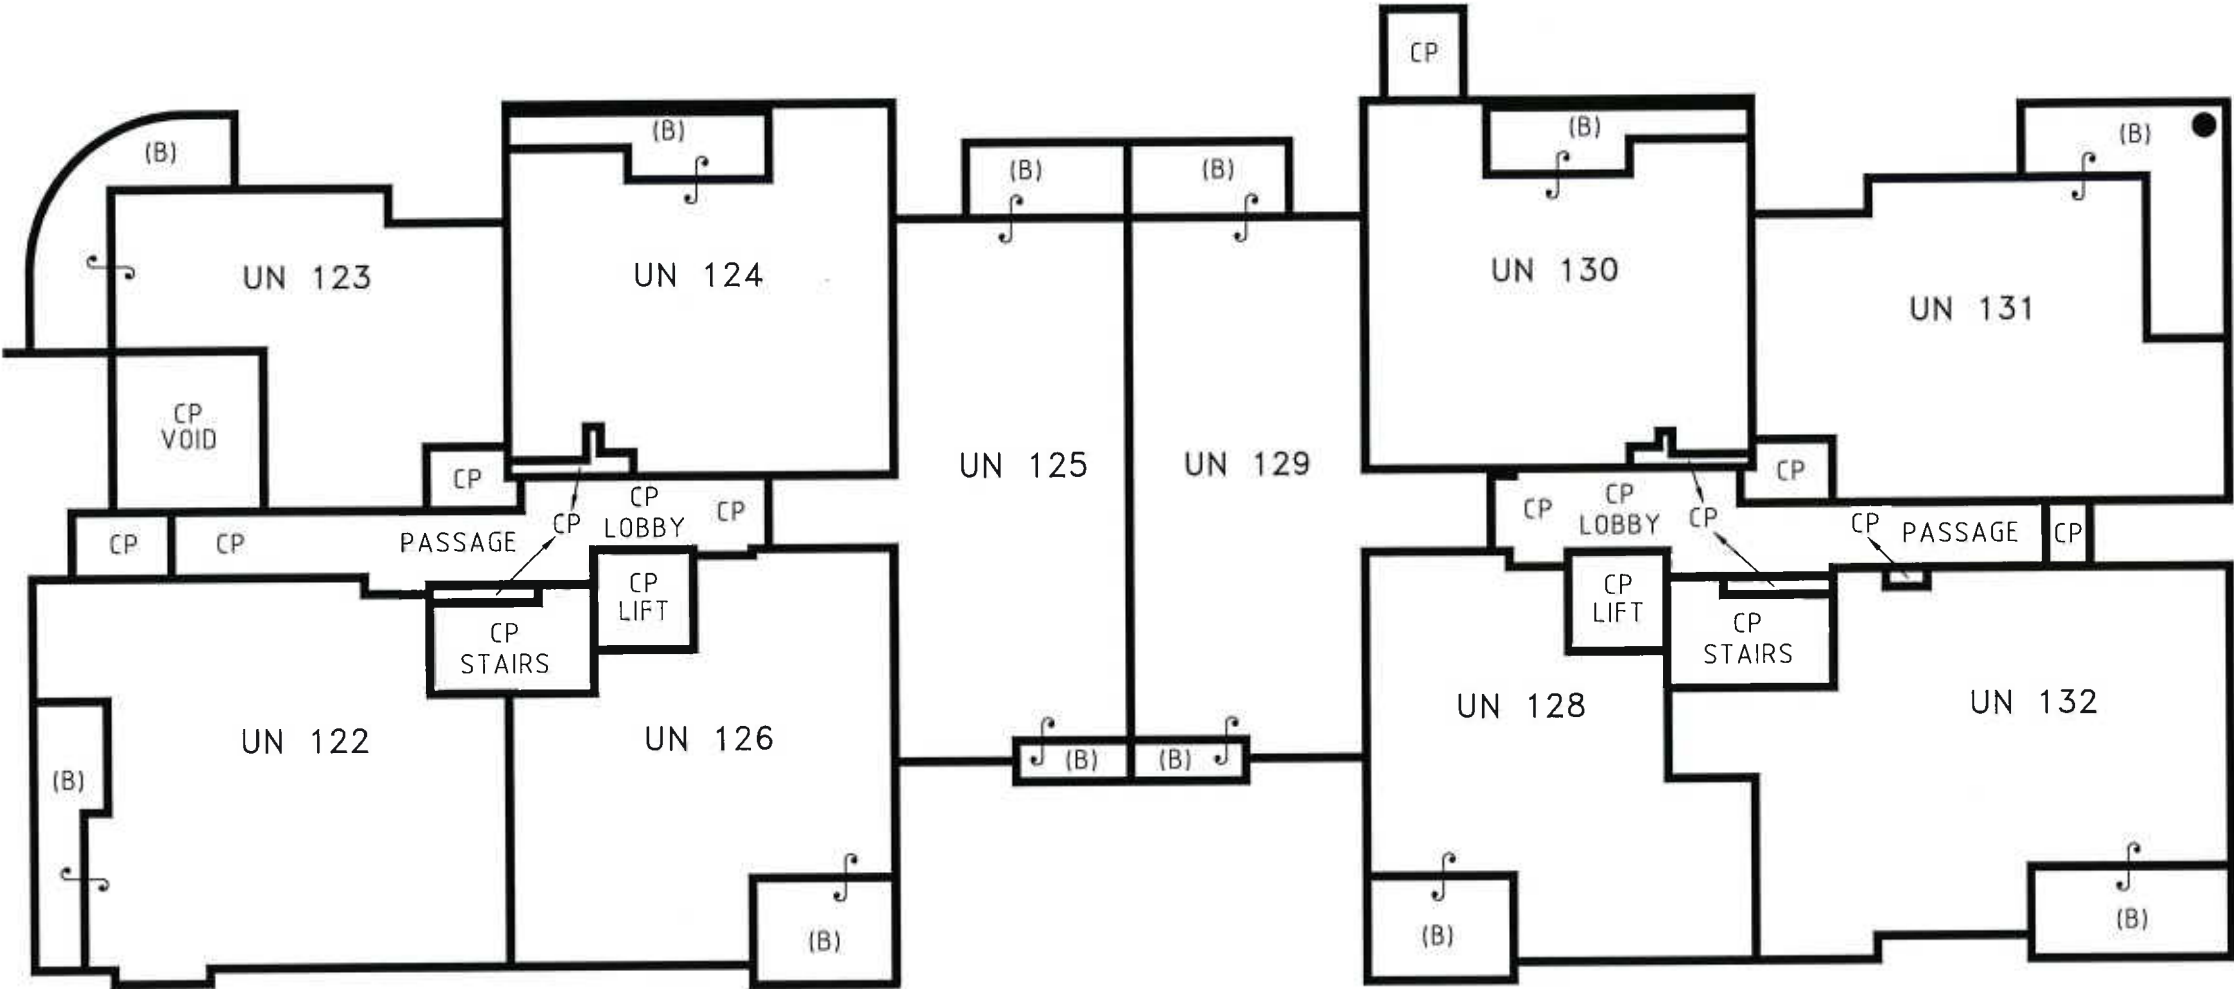 CP
(B)
(B)
(B)
(B)
(B)
(B)
UN 123
UN 124
UN 130
UN 131
CP
VOID
UN 125
UN 129
CP
CP
CP
LOBBY
CP
CP
CP
LOBBY
CP
CP
CP
PASSAGE
CP
CP
CP
PASSAGE
CP
CP
LIFT
CP
STAIRS
CP
LIFT
CP
STAIRS
UN 122
UN 126
UN 128
UN 132
(B)
(B)
(B)
(B)
(B)
(B)